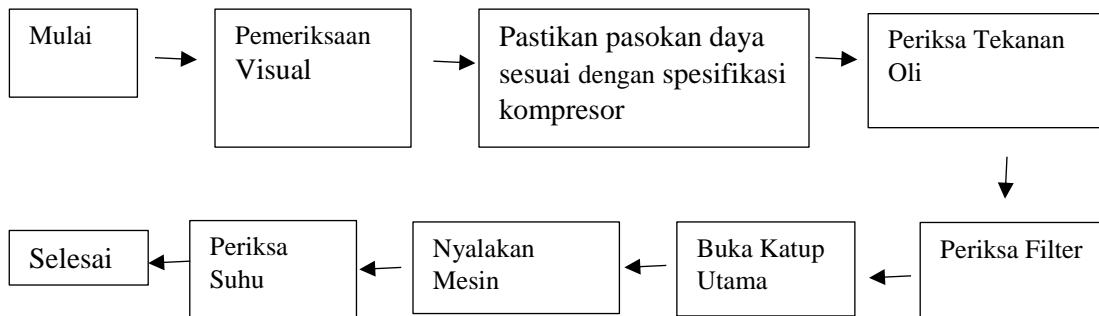 Mulai
Pemeriksaan
Visual
Pastikan pasokan daya
sesuai dengan spesifikasi
kompresor
Periksa Tekanan
Oli
Periksa Filter
Buka Katup
Utama
Nyalakan
Mesin
Periksa
Suhu
Selesai